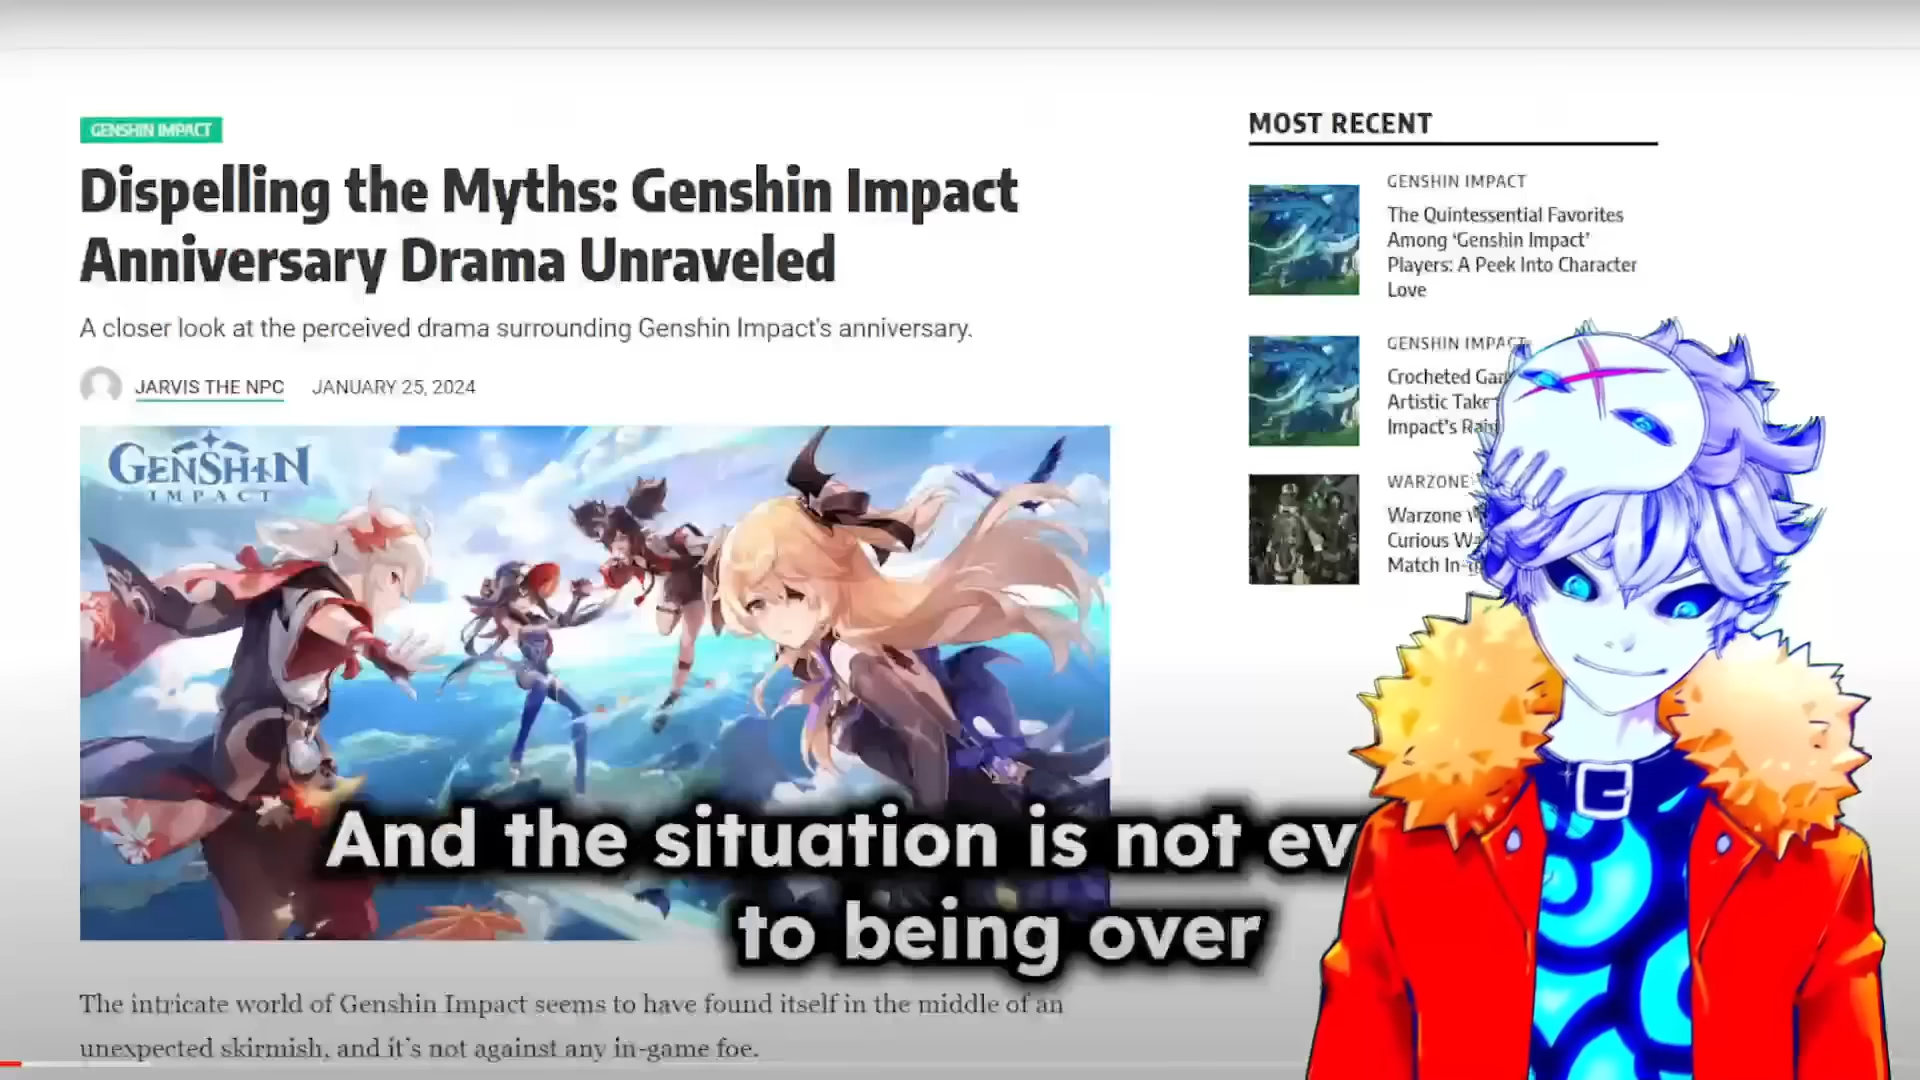 GENSHIN IMPACT
Dispelling the Myths: Genshin Impact
Anniversary Drama Unraveled
A closer look at the perceived drama surrounding Genshin Impact's anniversary.
JARVIS THE NPC JANUARY 25, 2024
GENSHIN
IMPACT
And the situation is not ev
to being over
The intricate world of Genshin Impact seems to have found itself in the middle of an
unexpected skirmish, and it's not against any in-game foe.
MOST RECENT
GENSHIN IMPACT
The Quintessential Favorites
Among ‘Genshin Impact’
Players: A Peek Into Character
Love
GENSHIN IMPACT
Crocheted
Artistic Take
Impact's
WARZONE
Warzone
Curious
Match